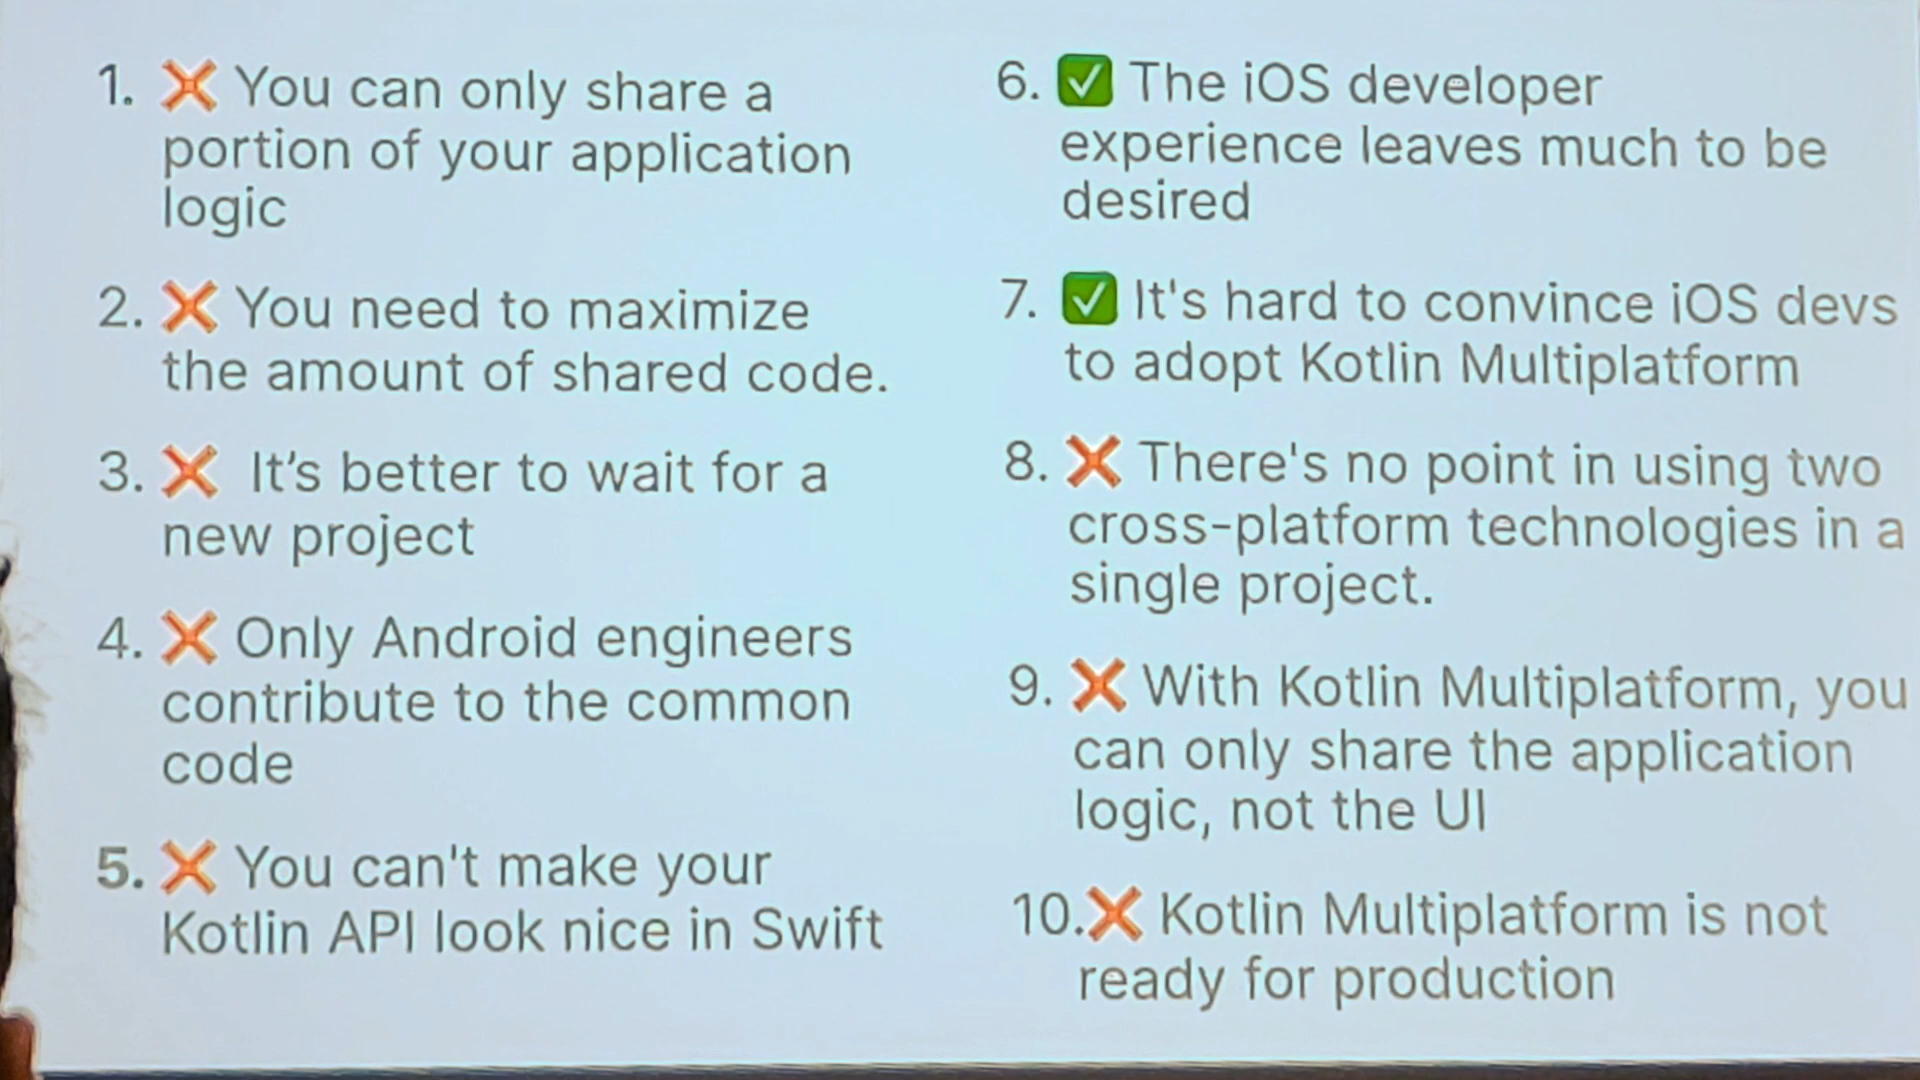 1. ❌ You can only share a
portion of your application
logic
2. ❌ You need to maximize
the amount of shared code.
3. ❌ It’s better to wait for a
new project
4. ❌ Only Android engineers
contribute to the common
code
5. ❌ You can't make your
Kotlin API look nice in Swift
6. ✅ The iOS developer
experience leaves much to be
desired
7. ✅ It's hard to convince iOS devs
to adopt Kotlin Multiplatform
8. ❌ There's no point in using two
cross-platform technologies in a
single project.
9. ❌ With Kotlin Multiplatform, you
can only share the application
logic, not the UI
10.❌ Kotlin Multiplatform is not
ready for production